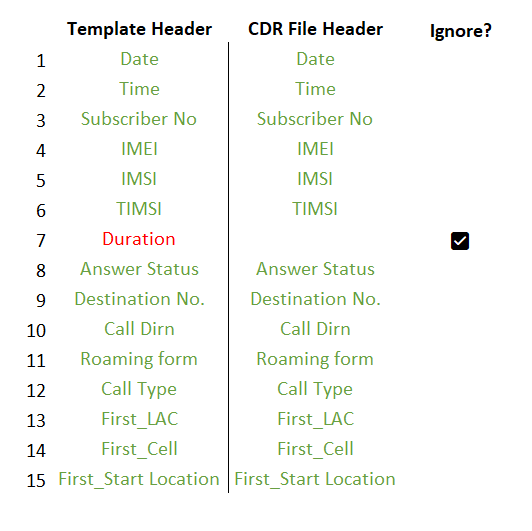 Template Header CDR File Header Ignore?
1 Date Date
2 Time Time
3 Subscriber No Subscriber No
4 IMEI IMEI
5 IMSI IMSI
6 TIMSI TIMSI
7 Duration
8 Answer Status Answer Status
9 Destination No. Destination No.
10 Call Dirn Call Dirn
11 Roaming form Roaming form
12 Call Type Call Type
13 First_LAC First_LAC
14 First_Cell First_Cell
15 First_Start Location First_Start Location